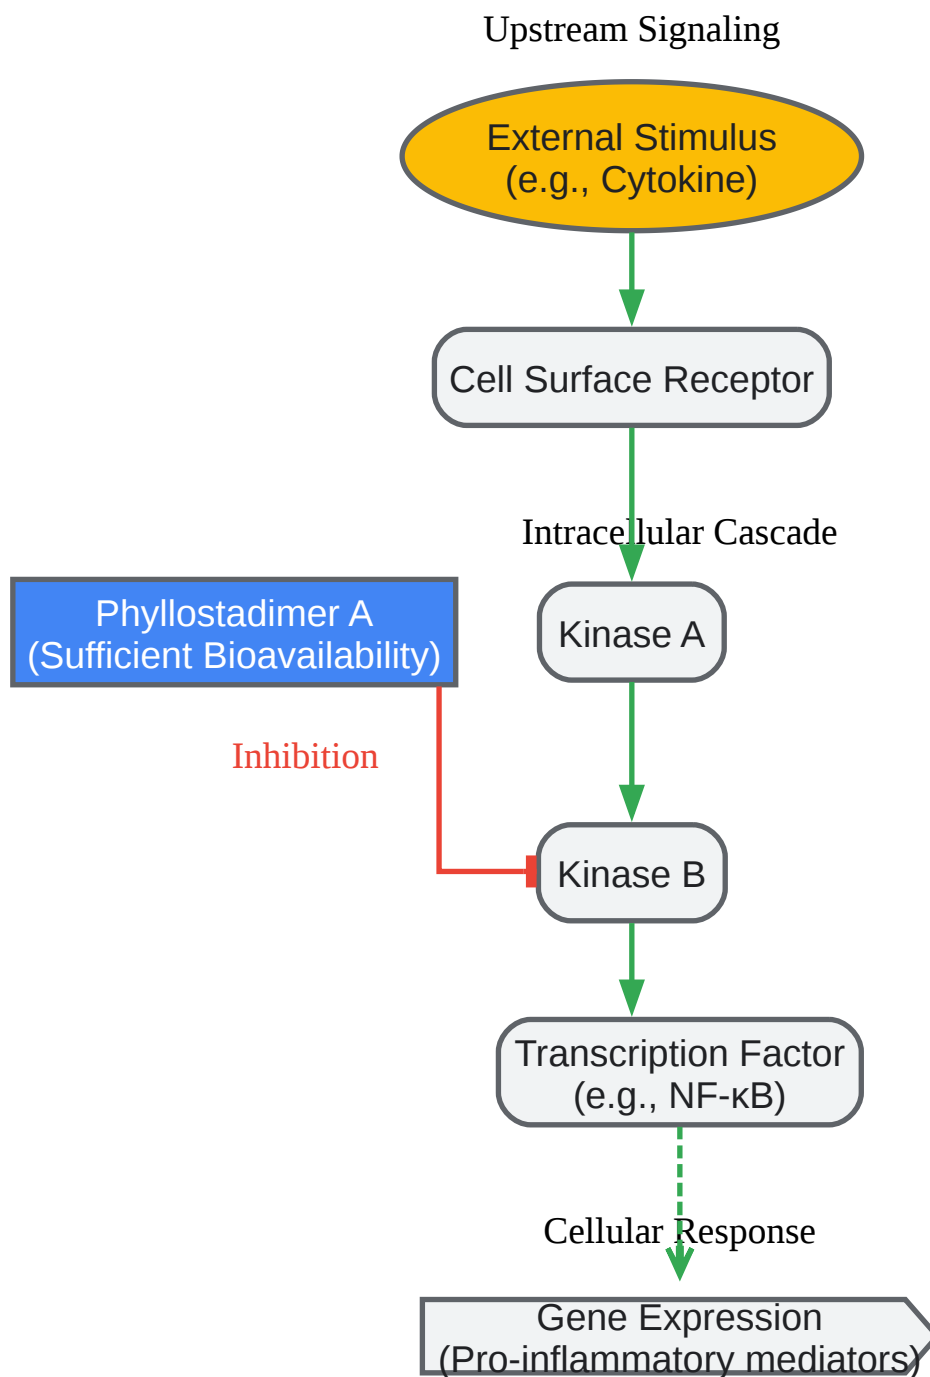 Upstream Signaling
External Stimulus
(e.g., Cytokine)
Cell Surface Receptor
Intracellular Cascade
Phyllostadimer A
(Sufficient Bioavailability)
Kinase A
Inhibition
Kinase B
Transcription Factor
(e.g., NF-κB)
Cellular Response
Gene Expression
(Pro-inflammatory mediators)